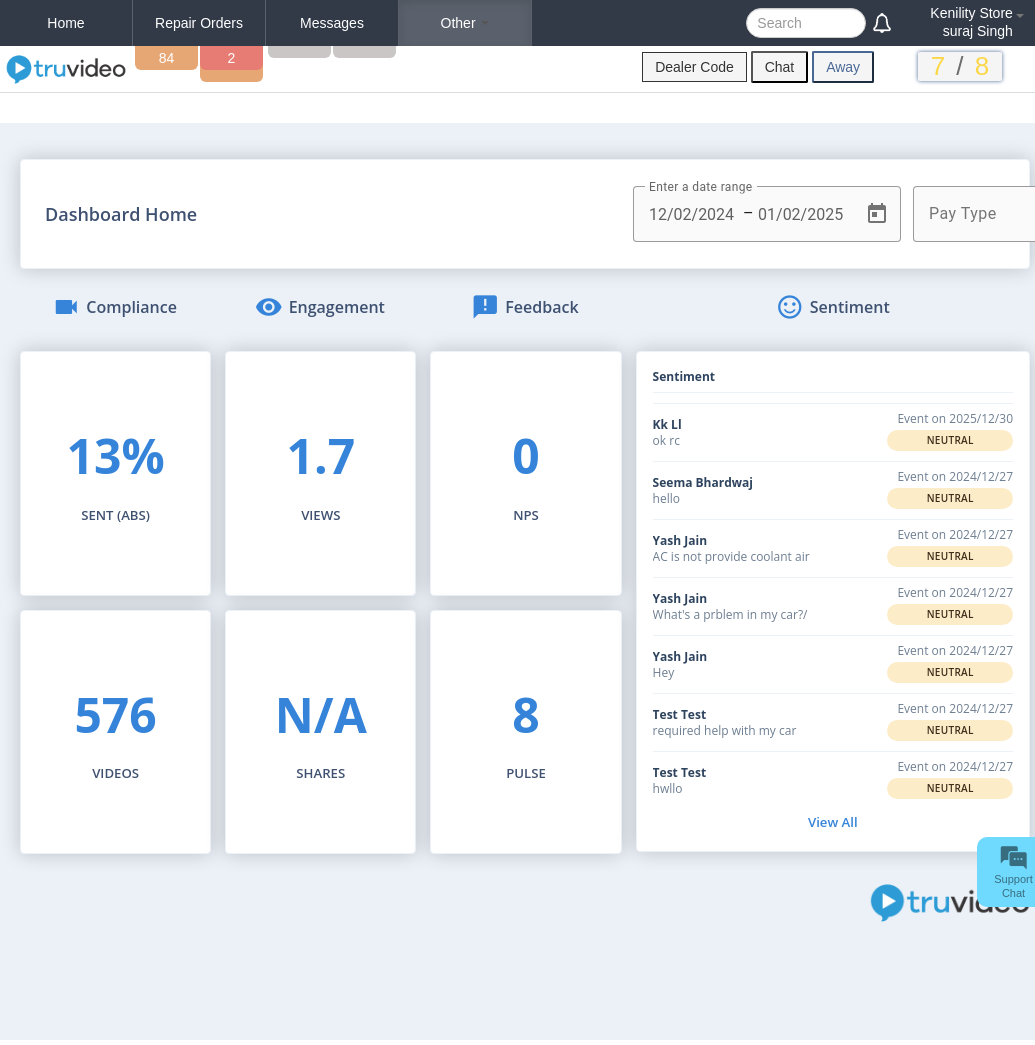 Home
Repair Orders
Messages
Other
Search
Kenility Store
suraj Singh
truvideo
84
2
Dealer Code
Chat
Away
7 / 8
Dashboard Home
Enter a date range
12/02/2024 – 01/02/2025
Pay Type
Compliance
Engagement
Feedback
Sentiment
13%
SENT (ABS)
1.7
VIEWS
0
NPS
576
VIDEOS
N/A
SHARES
8
PULSE
Sentiment
Kk Ll
Event on 2025/12/30
ok rc
NEUTRAL
Seema Bhardwaj
Event on 2024/12/27
hello
NEUTRAL
Yash Jain
Event on 2024/12/27
AC is not provide coolant air
NEUTRAL
Yash Jain
Event on 2024/12/27
What's a prblem in my car?/
NEUTRAL
Yash Jain
Event on 2024/12/27
Hey
NEUTRAL
Test Test
Event on 2024/12/27
required help with my car
NEUTRAL
Test Test
Event on 2024/12/27
hwllo
NEUTRAL
View All
Support
Chat
truvideo